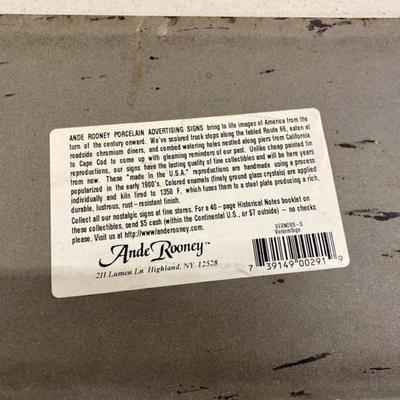 ANDE ROONEY PORCELAIN ADVERTISING SIGNS bring to life images of America from the
turn of the century onward. We've scoured truck stops along the fabled Route 66, eaten at
roadside chromium diners, and combed watering holes nestled along piers from California
to Cape Cod to come up with gleaming reminders of our past. Unlike cheap painted tin
reproductions, our signs have the lasting quality of fine collectibles and will be here years
from now. These "made in the U.S.A." reproductions are handmade using a process
popularized in the early 1900's. Colored enamels (finely ground glass crystals) are applied
individually and kiln fired to 1350 F, which fuses them to a steel plate producing a rich,
durable, lustrous, rust-resistent finish.
Collect all our nostalgic signs at fine stores. For a 40-page Historical Notes booklet on
these collectibles, send $5 cash (within the Continental U.S., or $7 outside) - no checks
please. Visit us at http://www.anderooney.com.
Ande Rooney™
2H Lumen Ln Highland, NY 12528
VERNORS-S
VernorsSign
7 39149 00291 9